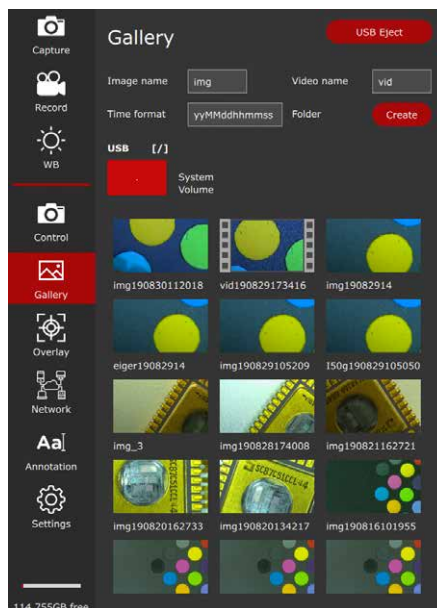 Capture
Record
WB
Control
Gallery
Overlay
Network
Aa
Annotation
Settings
114.755GB free
Gallery
USB Eject
Image name
img
Video name
vid
Time format
yyMMddhhmmss
Folder
Create
USB [/]
.
System
Volume
img190830112018
vid190829173416
img19082914
eiger19082914
img190829105209
I50g190829105050
img_3
img190828174008
img190821162721
img190820162733
img190820134217
img190816101955